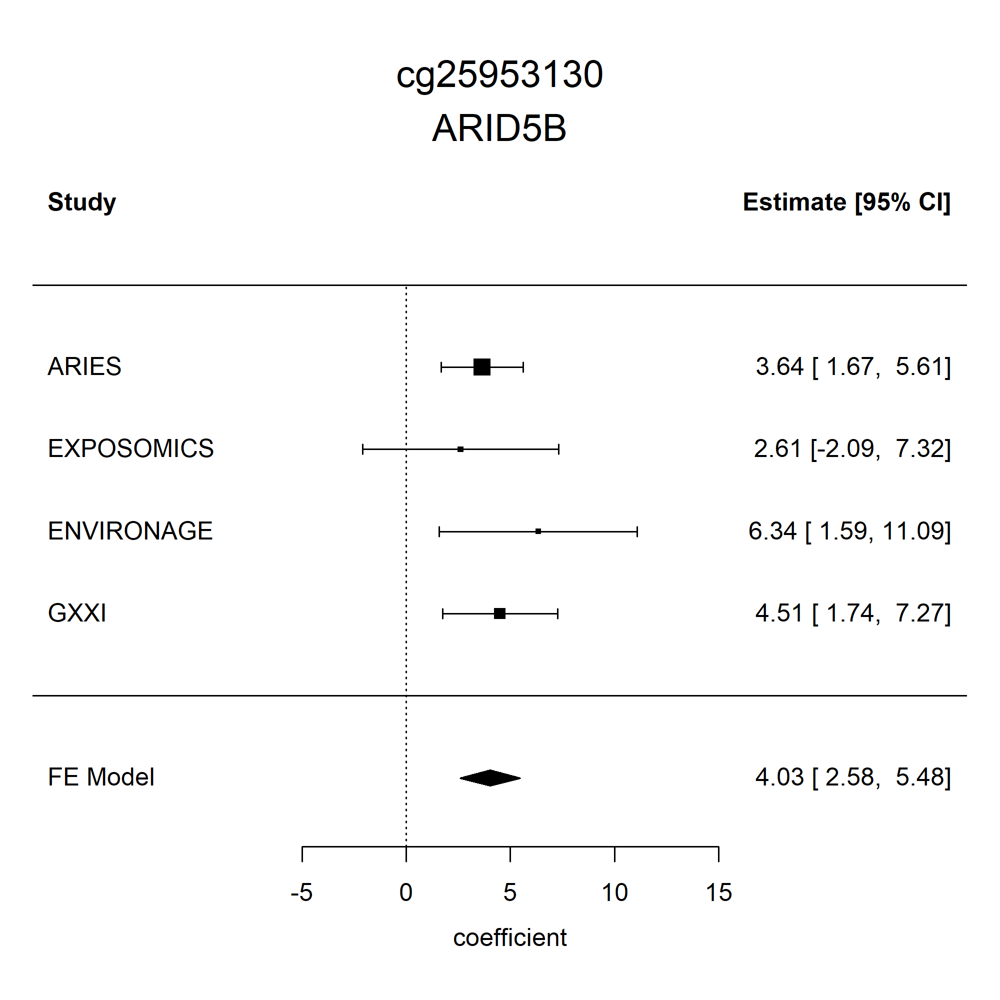 cg25953130
ARID5B
Study Estimate [95% CI]
ARIES 3.64 [ 1.67, 5.61]
EXPOSOMICS 2.61 [-2.09, 7.32]
ENVIRONAGE 6.34 [ 1.59, 11.09]
GXXI 4.51 [ 1.74, 7.27]
FE Model 4.03 [ 2.58, 5.48]
-5 0 5 10 15
coefficient